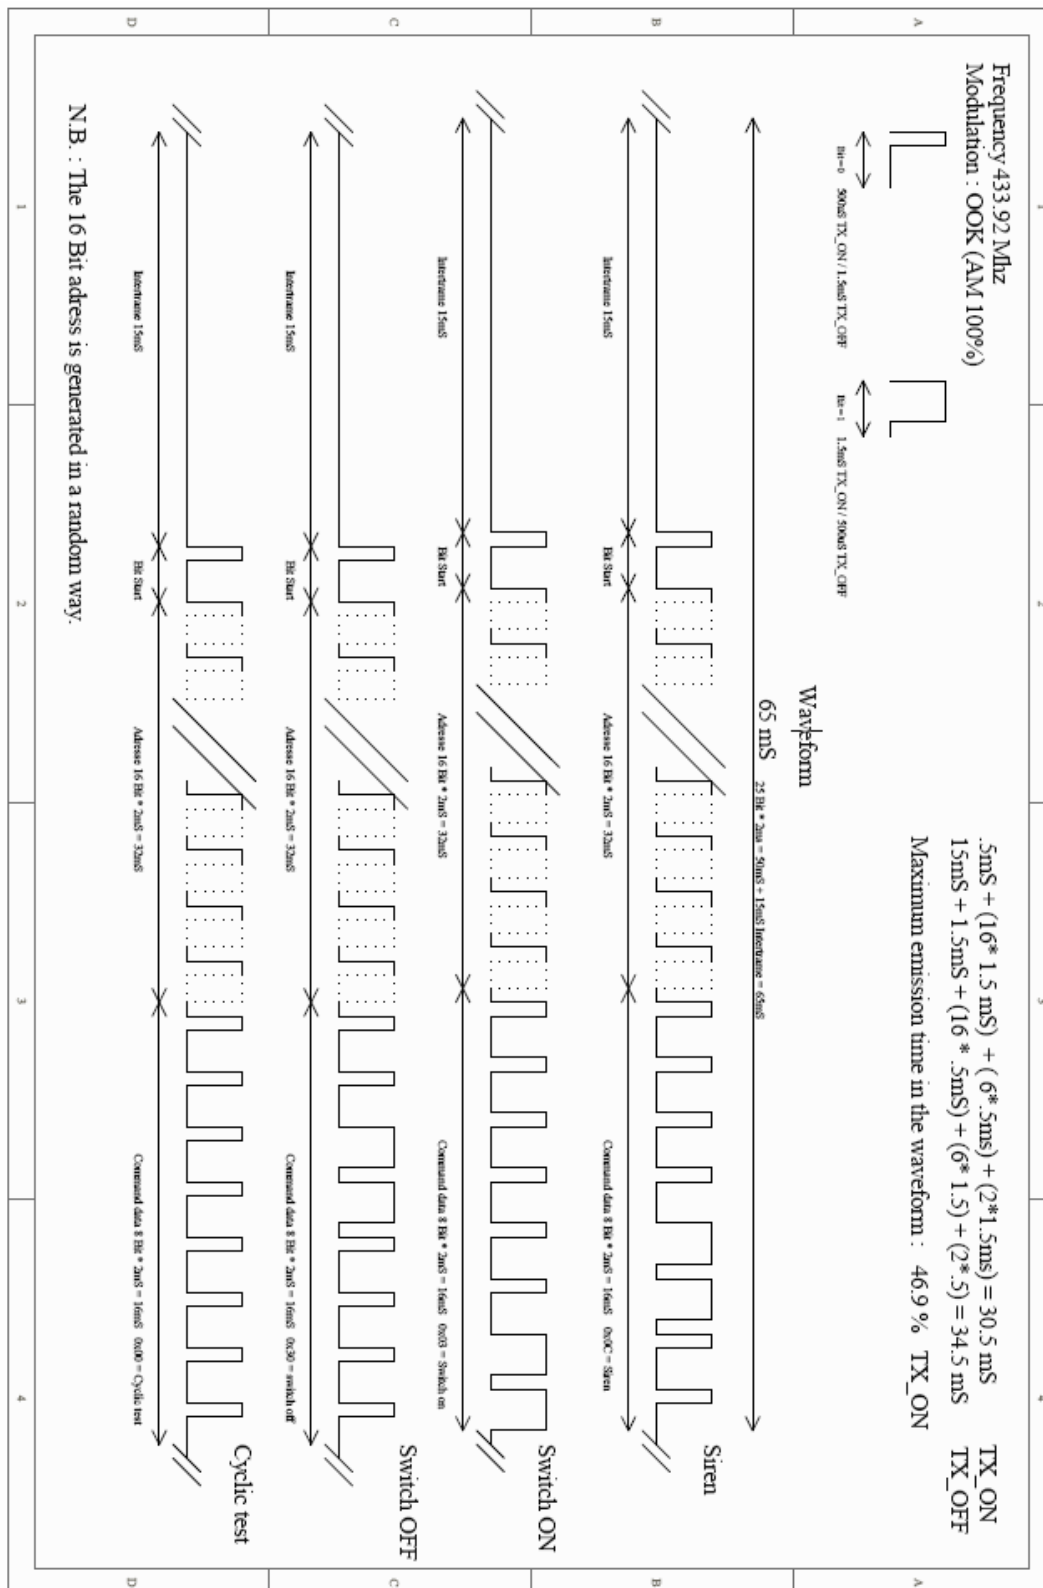 Frequency 433.92 Mhz
Modulation : OOK (AM 100%)
.5mS + (16* 1.5 mS) + ( 6*.5ms) + (2*1.5ms) = 30.5 mS TX_ON
15mS + 1.5mS + (16 * .5mS) + (6* 1.5) + (2*.5) = 34.5 mS TX_OFF
Maximum emission time in the waveform : 46.9 % TX_ON
Bit=0 500uS TX_ON / 1.5mS TX_OFF
Bit=1 1.5mS TX_ON / 500uS TX_OFF
Waveform
65 mS
25 Bit * 2ms = 50mS + 15mS Interframe = 65mS
Siren
Interframe 15mS
Bit Start
Adresse 16 Bit * 2mS = 32mS
Command data 8 Bit * 2mS = 16mS 0x0C = Siren
Switch ON
Interframe 15mS
Bit Start
Adresse 16 Bit * 2mS = 32mS
Command data 8 Bit * 2mS = 16mS 0x03 = Switch on
Switch OFF
Interframe 15mS
Bit Start
Adresse 16 Bit * 2mS = 32mS
Command data 8 Bit * 2mS = 16mS 0x30 = switch off
Cyclic test
Interframe 15mS
Bit Start
Adresse 16 Bit * 2mS = 32mS
Command data 8 Bit * 2mS = 16mS 0x00 = Cyclic test
N.B. : The 16 Bit adress is generated in a random way.
A
B
C
D
A
B
C
D
1
2
3
4
1
2
3
4